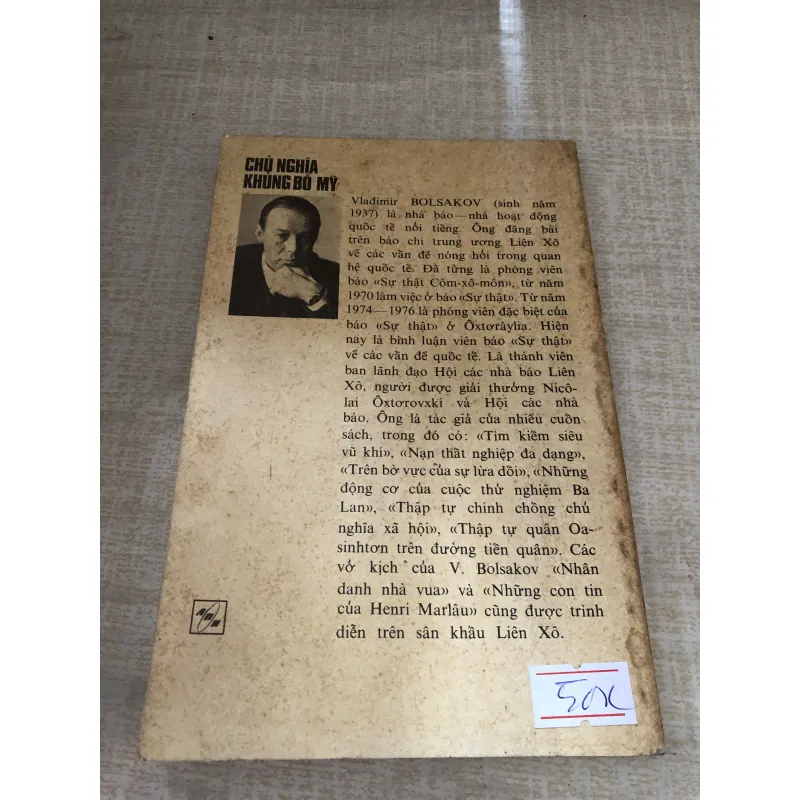 CHỦ NGHĨA
KHỦNG BỐ MỸ
Vlađimir BOLSAKOV (sinh năm
1937) là nhà báo—nhà hoạt động
quốc tế nổi tiếng. Ông đăng bài
trên báo chí trung ương Liên Xô
về các vấn đề nóng hổi trong quan
hệ quốc tế. Đã từng là phóng viên
báo «Sự thật Côm-xô-môn», từ năm
1970 làm việc ở báo «Sự thật». Từ năm
1974—1976 là phóng viên đặc biệt của
báo «Sự thật» ở Ôxtơrâylia. Hiện
nay là bình luận viên báo «Sự thật»
về các vấn đề quốc tế. Là thành viên
ban lãnh đạo Hội các nhà báo Liên
Xô, người được giải thưởng Nicô-
lai Ôxtơrovxki và Hội các nhà
báo. Ông là tác giả của nhiều cuốn
sách, trong đó có: «Tìm kiếm siêu
vũ khí», «Nạn thất nghiệp đa dạng»,
«Trên bờ vực của sự lừa dối», «Những
động cơ của cuộc thử nghiệm Ba
Lan», «Thập tự chinh chống chủ
nghĩa xã hội», «Thập tự quân Oa-
sinhtơn trên đường tiến quân». Các
vở kịch của V. Bolsakov «Nhân
danh nhà vua» và «Những con tin
của Henri Marlâu» cũng được trình
diễn trên sân khấu Liên Xô.
50K